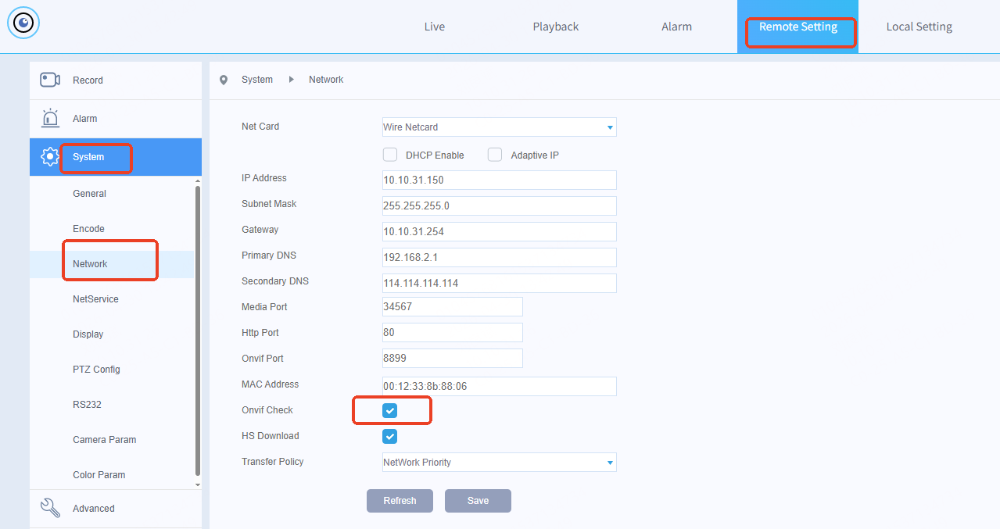 Live Playback Alarm Remote Setting Local Setting
Record
Alarm
System
General
Encode
Network
NetService
Display
PTZ Config
RS232
Camera Param
Color Param
Advanced
System Network
Net Card Wire Netcard
DHCP Enable Adaptive IP
IP Address 10.10.31.150
Subnet Mask 255.255.255.0
Gateway 10.10.31.254
Primary DNS 192.168.2.1
Secondary DNS 114.114.114.114
Media Port 34567
Http Port 80
Onvif Port 8899
MAC Address 00:12:33:8b:88:06
Onvif Check
HS Download
Transfer Policy NetWork Priority
Refresh Save